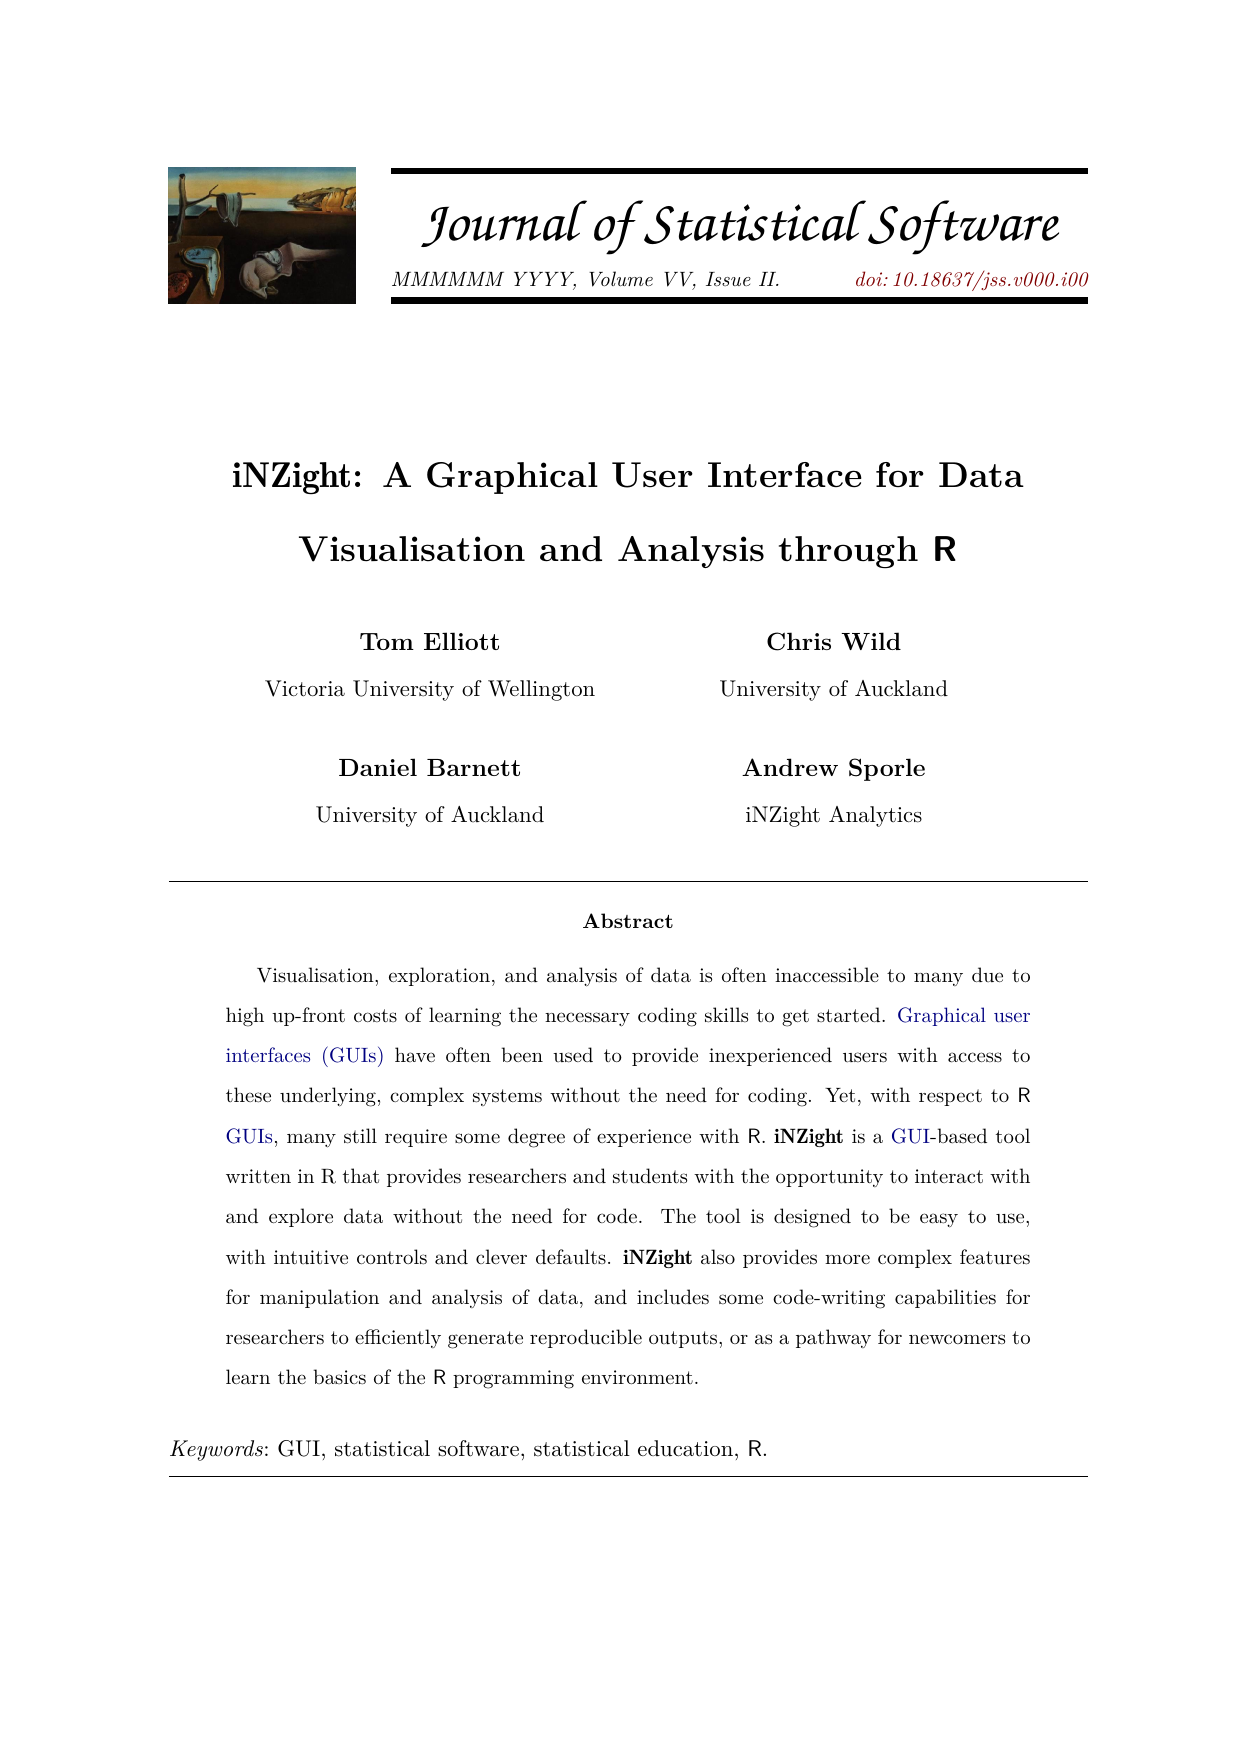 Journal of Statistical Software
MMMMMM YYYY, Volume VV, Issue II. doi: 10.18637/jss.v000.i00
iNZight: A Graphical User Interface for Data
Visualisation and Analysis through R
Tom Elliott
Victoria University of Wellington
Chris Wild
University of Auckland
Daniel Barnett
University of Auckland
Andrew Sporle
iNZight Analytics
Abstract
Visualisation, exploration, and analysis of data is often inaccessible to many due to
high up-front costs of learning the necessary coding skills to get started. Graphical user
interfaces (GUIs) have often been used to provide inexperienced users with access to
these underlying, complex systems without the need for coding. Yet, with respect to R
GUIs, many still require some degree of experience with R. iNZight is a GUI-based tool
written in R that provides researchers and students with the opportunity to interact with
and explore data without the need for code. The tool is designed to be easy to use,
with intuitive controls and clever defaults. iNZight also provides more complex features
for manipulation and analysis of data, and includes some code-writing capabilities for
researchers to efficiently generate reproducible outputs, or as a pathway for newcomers to
learn the basics of the R programming environment.
Keywords: GUI, statistical software, statistical education, R.